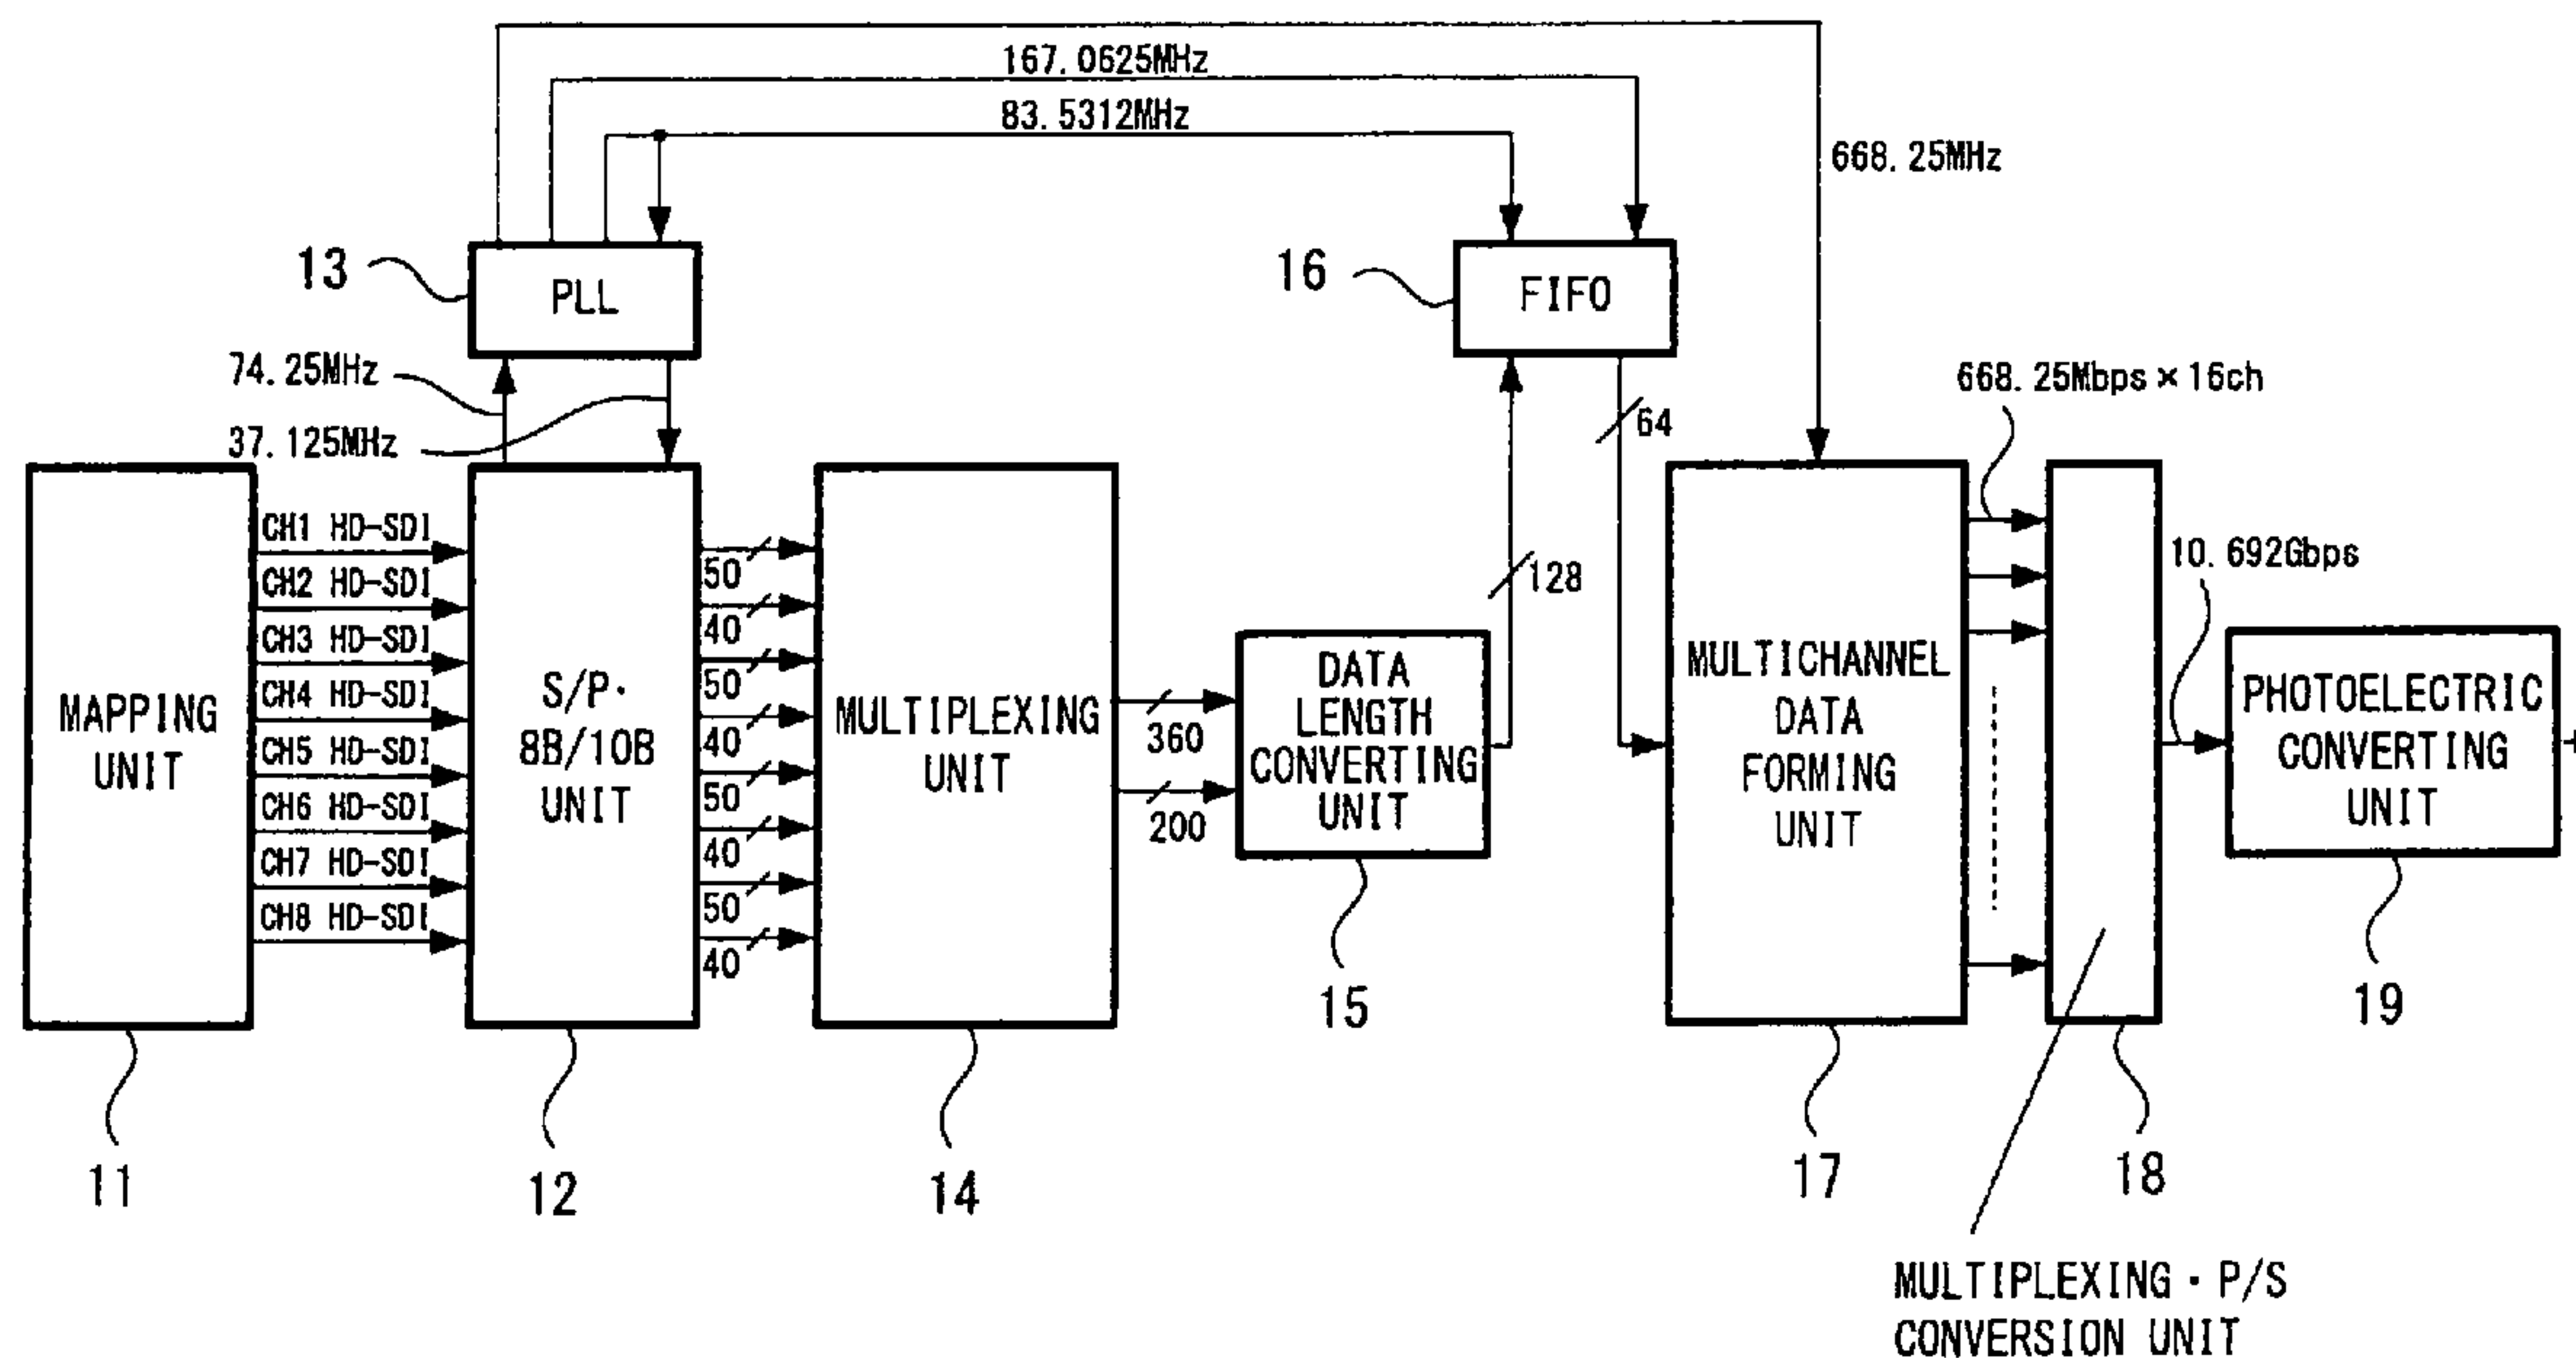 167.0625MHz
83.5312MHz
668.25MHz
13
PLL
16
FIFO
74.25MHz
37.125MHz
64
668.25Mbps×16ch
10.692Gbps
128
CH1 HD-SDI
CH2 HD-SDI
CH3 HD-SDI
CH4 HD-SDI
CH5 HD-SDI
CH6 HD-SDI
CH7 HD-SDI
CH8 HD-SDI
MAPPING
UNIT
S/P·
8B/10B
UNIT
50
40
50
40
50
40
50
40
MULTIPLEXING
UNIT
360
200
DATA
LENGTH
CONVERTING
UNIT
MULTICHANNEL
DATA
FORMING
UNIT
PHOTOELECTRIC
CONVERTING
UNIT
11
12
14
15
17
18
19
MULTIPLEXING·P/S
CONVERSION UNIT